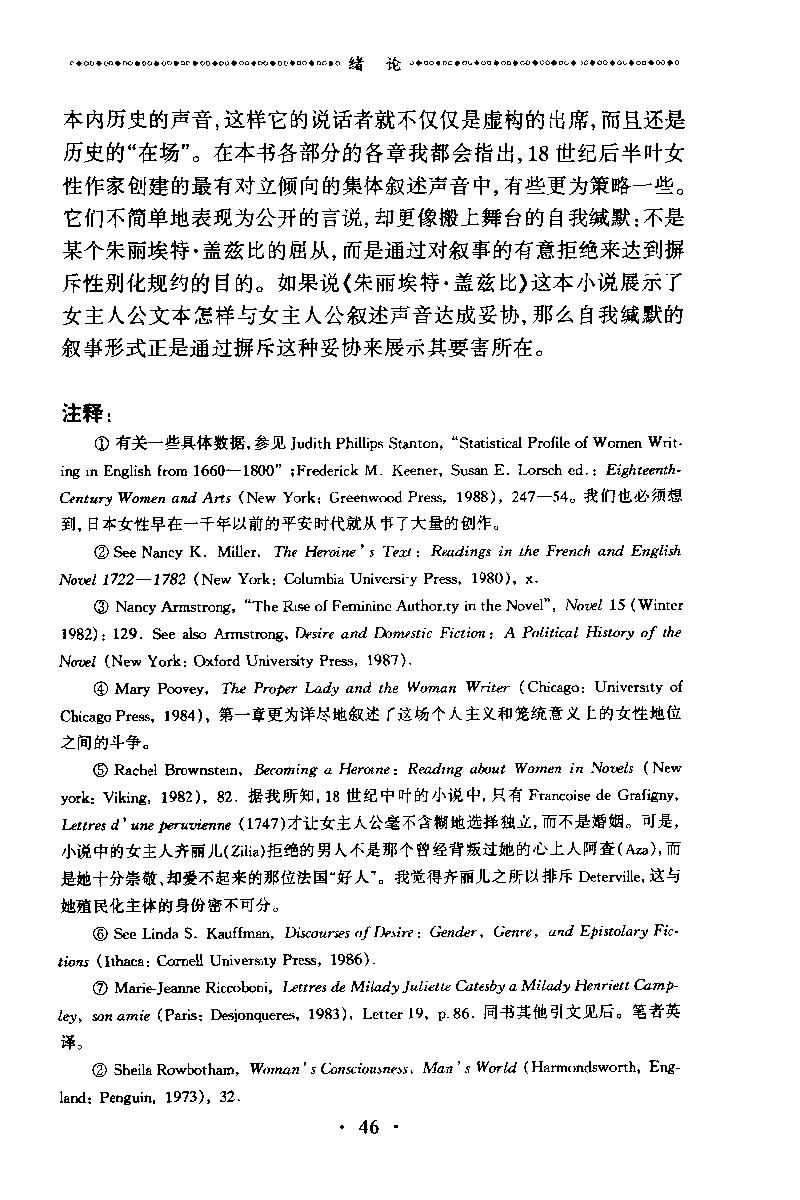 绪 论
本内历史的声音,这样它的说话者就不仅仅是虚构的出席,而且还是
历史的“在场”。在本书各部分的各章我都会指出,18 世纪后半叶女
性作家创建的最有对立倾向的集体叙述声音中,有些更为策略一些。
它们不简单地表现为公开的言说,却更像搬上舞台的自我缄默;不是
某个朱丽埃特·盖兹比的屈从,而是通过对叙事的有意拒绝来达到摒
斥性别化规约的目的。如果说《朱丽埃特·盖兹比》这本小说展示了
女主人公文本怎样与女主人公叙述声音达成妥协,那么自我缄默的
叙事形式正是通过摒斥这种妥协来展示其要害所在。
注释:
① 有关一些具体数据,参见 Judith Phillips Stanton, “Statistical Profile of Women Writ-
ing in English from 1660—1800” ;Frederick M. Keener, Susan E. Lorsch ed.: Eighteenth-
Century Women and Arts (New York: Greenwood Press, 1988), 247—54。我们也必须想
到,日本女性早在一千年以前的平安时代就从事了大量的创作。
② See Nancy K. Miller, The Heroine's Text: Readings in the French and English
Novel 1722—1782 (New York: Columbia University Press, 1980), x.
③ Nancy Armstrong, “The Rise of Feminine Authority in the Novel”, Novel 15 (Winter
1982): 129. See also Armstrong, Desire and Domestic Fiction: A Political History of the
Novel (New York: Oxford University Press, 1987).
④ Mary Poovey, The Proper Lady and the Woman Writer (Chicago: University of
Chicago Press, 1984), 第一章更为详尽地叙述了这场个人主义和笼统意义上的女性地位
之间的斗争。
⑤ Rachel Brownstein, Becoming a Heroine: Reading about Women in Novels (New
york: Viking, 1982), 82. 据我所知,18 世纪中叶的小说中,只有 Francoise de Grafigny,
Lettres d'une peruvienne (1747)才让女主人公毫不含糊地选择独立,而不是婚姻。可是,
小说中的女主人齐丽儿(Zilia)拒绝的男人不是那个曾经背叛过她的心上人阿查(Aza),而
是她十分崇敬,却爱不起来的那位法国“好人”。我觉得齐丽儿之所以排斥 Deterville,这与
她殖民化主体的身份密不可分。
⑥ See Linda S. Kauffman, Discourses of Desire: Gender, Genre, and Epistolary Fic-
tions (Ithaca: Cornell University Press, 1986).
⑦ Marie-Jeanne Riccoboni, Lettres de Milady Juliette Catesby a Milady Henriett Camp-
ley, son amie (Paris: Desjonqueres, 1983), Letter 19, p.86. 同书其他引文见后。笔者英
译。
② Sheila Rowbotham, Woman's Consciousness, Man's World (Harmondsworth, Eng-
land: Penguin, 1973), 32.
· 46 ·